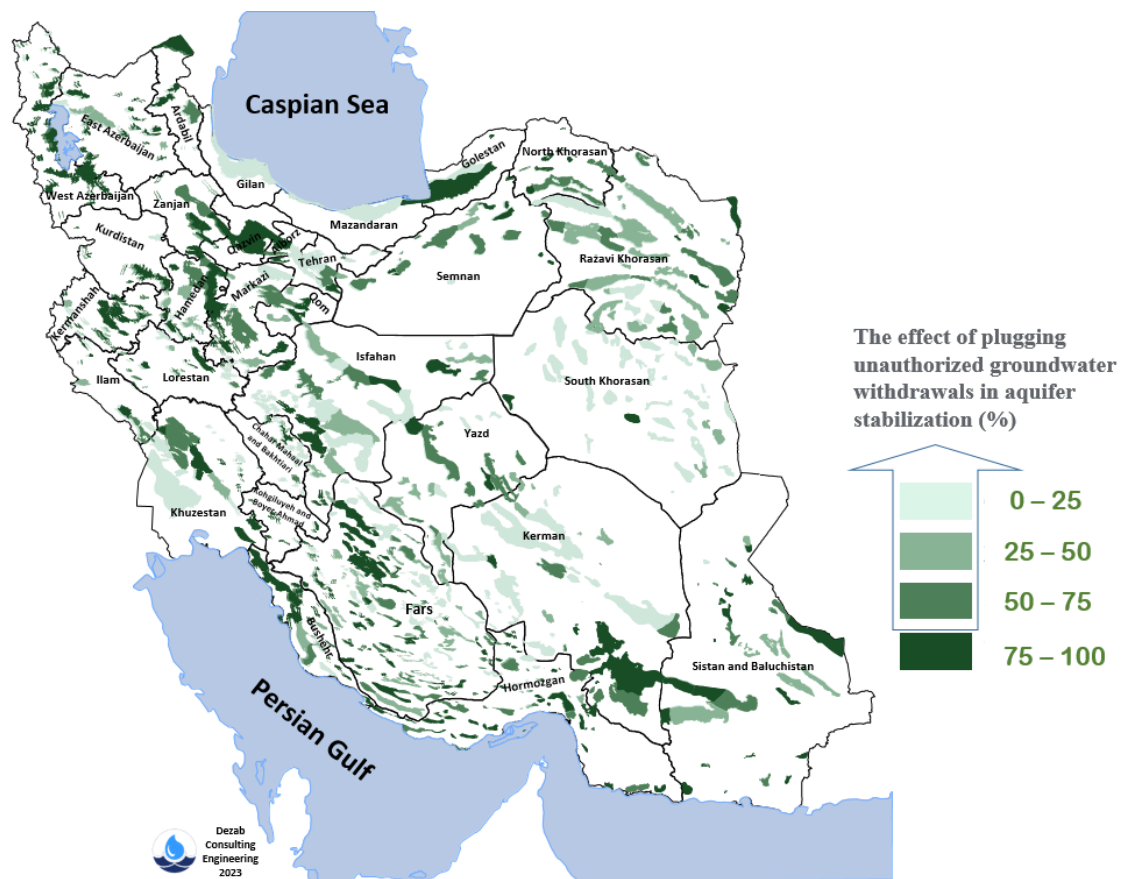 Caspian Sea
East Azerbaijan
Ardabil
Gilan
Golestan
North Khorasan
West Azerbaijan
Zanjan
Mazandaran
Kurdistan
Qazvin
Alborz
Tehran
Semnan
Razavi Khorasan
Kermanshah
Hamedan
Markazi
Qom
Isfahan
Ilam
Lorestan
South Khorasan
Chahar Mahaal
and Bakhtiari
Yazd
Khuzestan
Kohgiluyeh and
Boyer Ahmad
Kerman
Fars
Bushehr
Hormozgan
Sistan and Baluchistan
Persian Gulf
Dezab
Consulting
Engineering
2023
The effect of plugging
unauthorized groundwater
withdrawals in aquifer
stabilization (%)
0 – 25
25 – 50
50 – 75
75 – 100